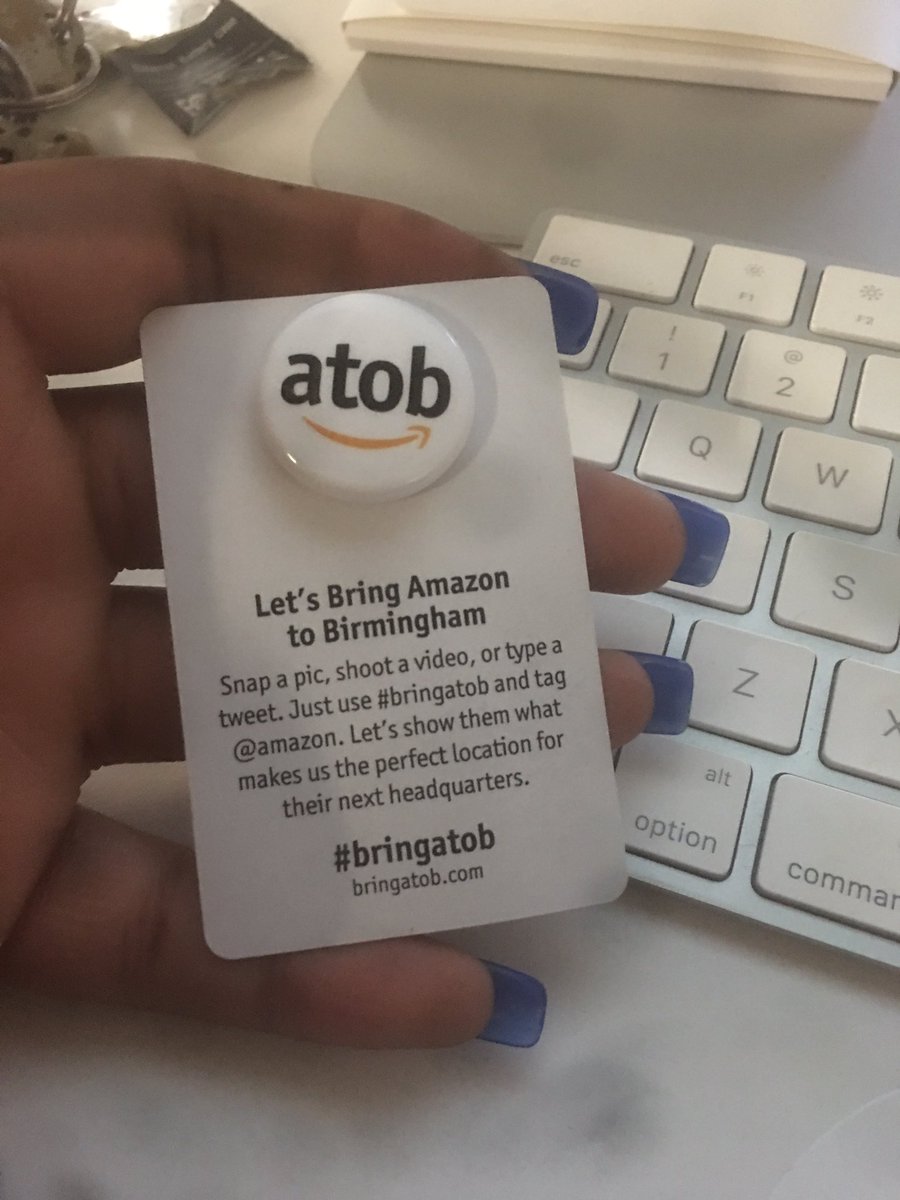 atob
Let's Bring Amazon
to Birmingham
Snap a pic, shoot a video, or type a
tweet. Just use #bringatob and tag
@amazon. Let's show them what
makes us the perfect location for
their next headquarters.
#bringatob
bringatob.com
esc
F1
F2
!
1
@
2
Q
W
S
Z
X
alt
option